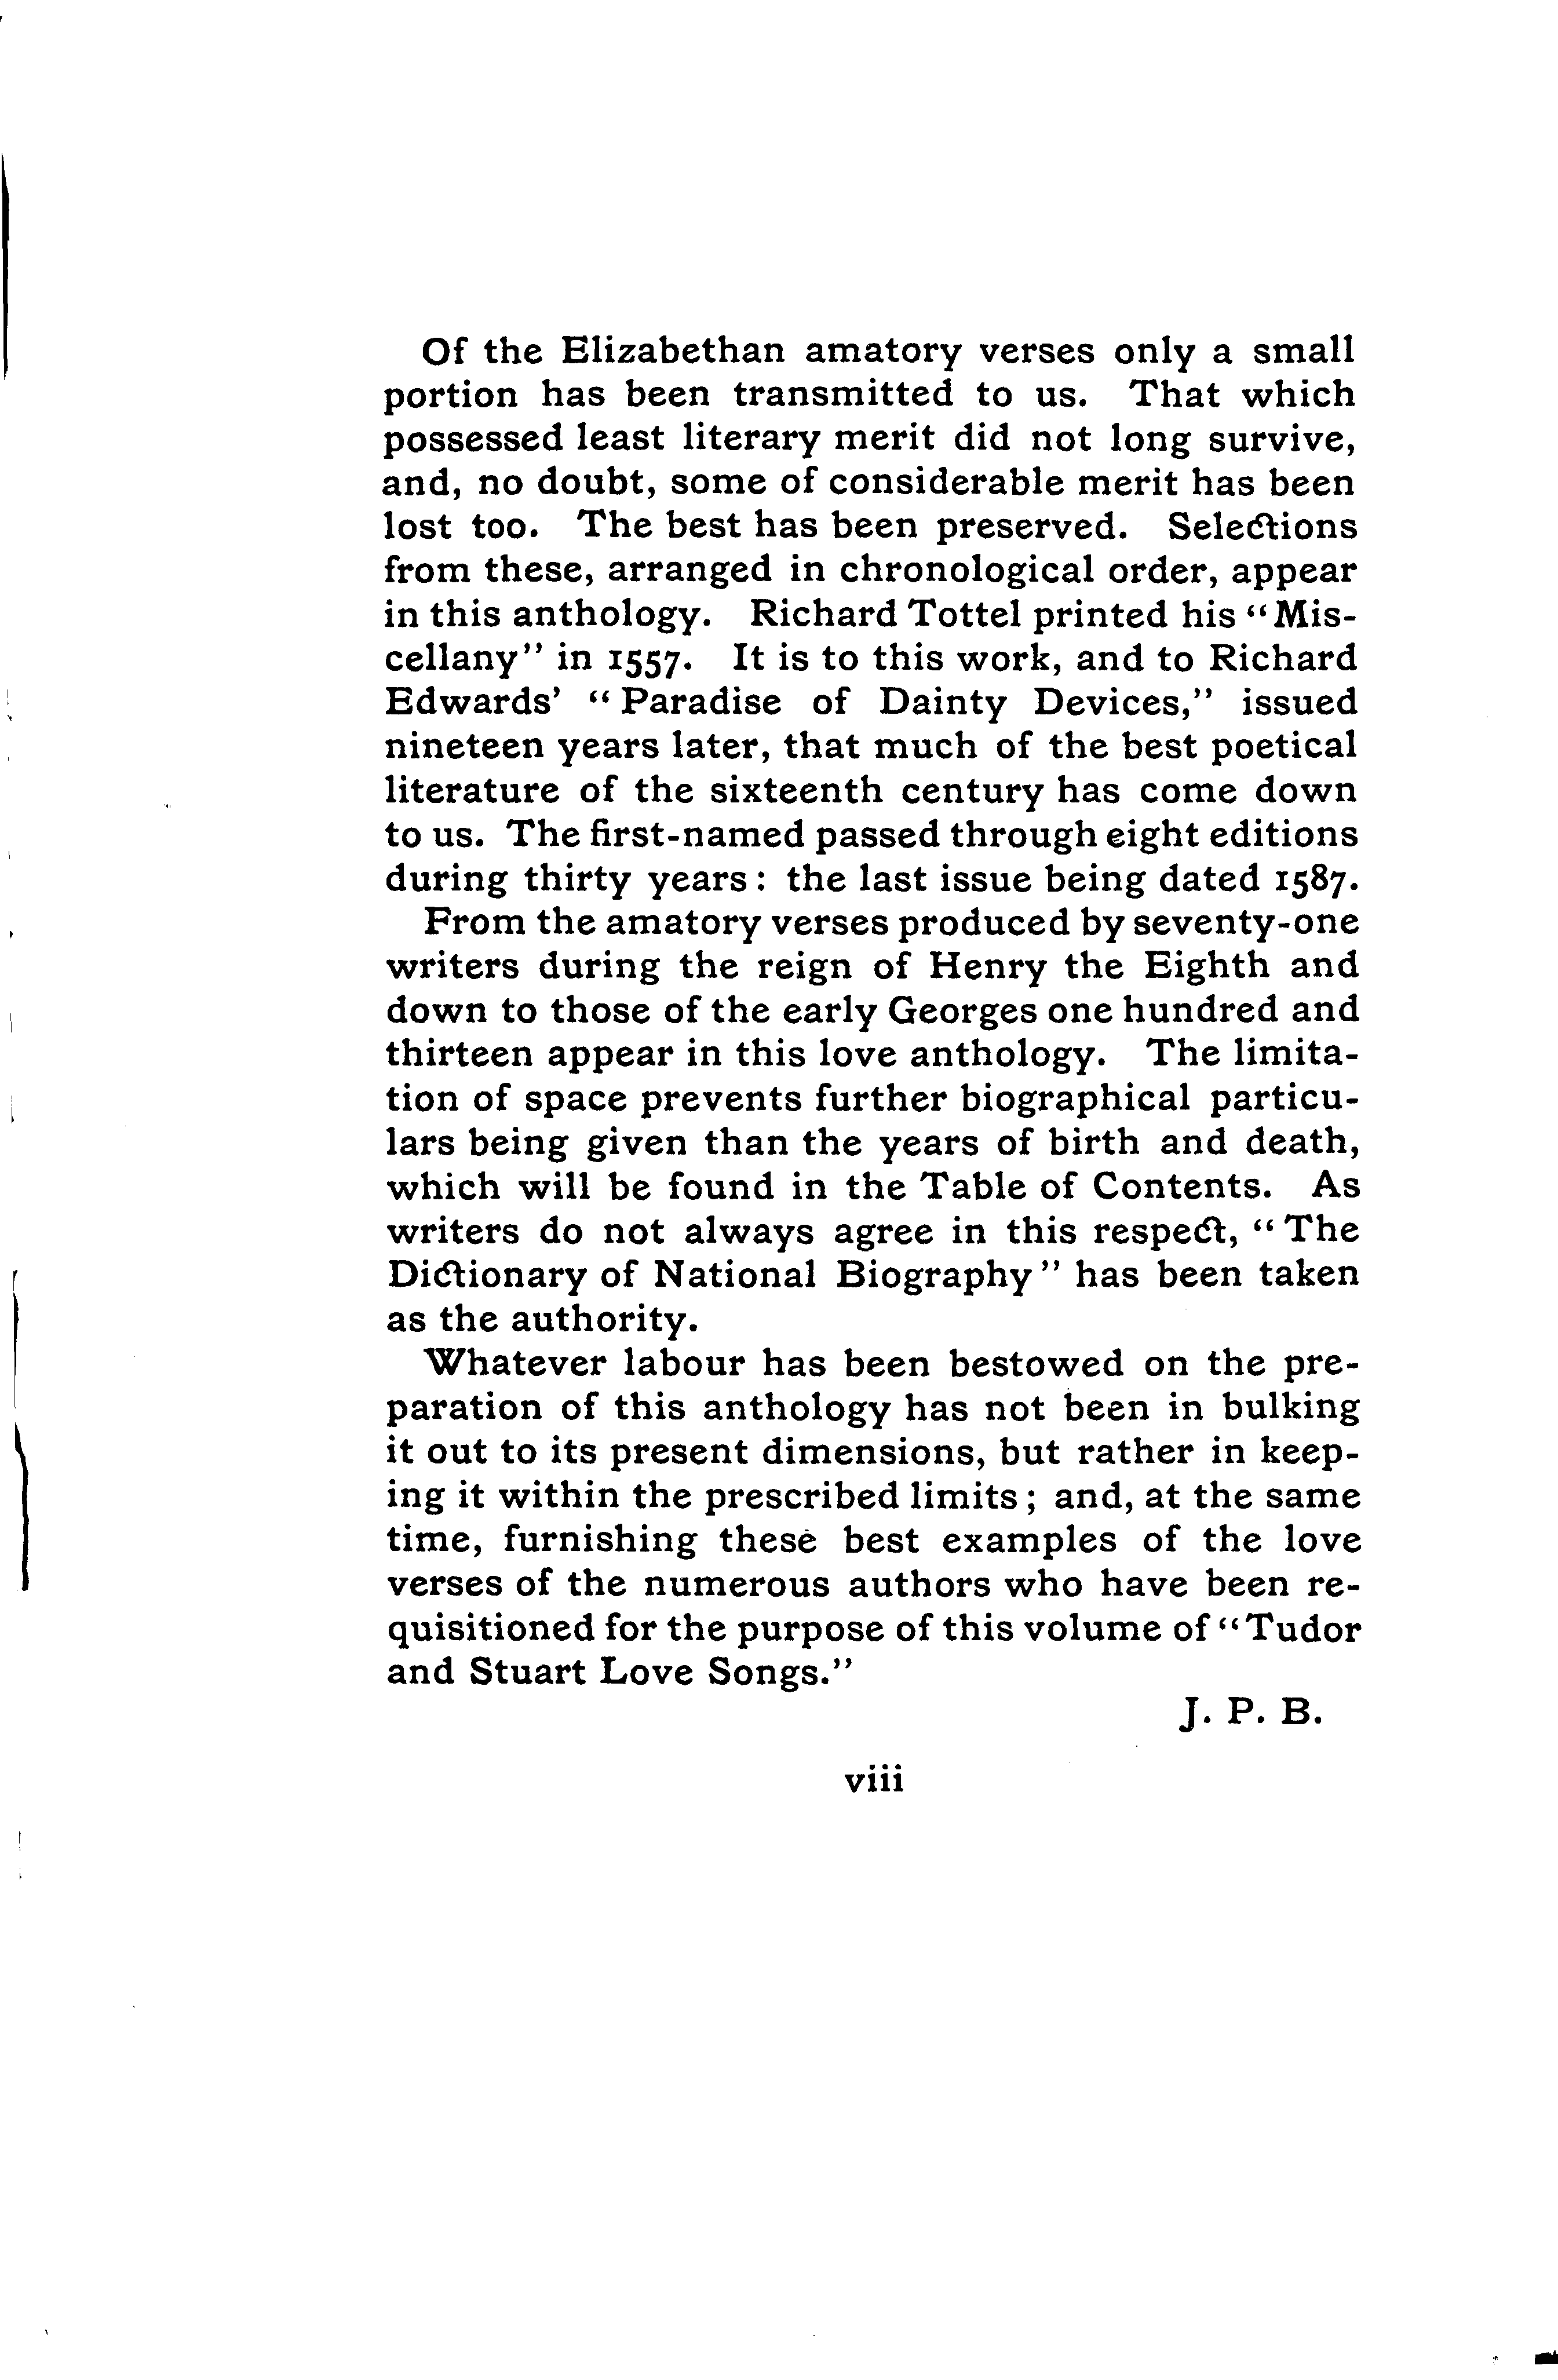 Of the Elizabethan amatory verses only a small
portion has been transmitted to us. That which
possessed least literary merit did not long survive,
and, no doubt, some of considerable merit has been
lost too. The best has been preserved. Selections
from these, arranged in chronological order, appear
in this anthology. Richard Tottel printed his “Mis-
cellany” in 1557. It is to this work, and to Richard
Edwards’ “Paradise of Dainty Devices,” issued
nineteen years later, that much of the best poetical
literature of the sixteenth century has come down
to us. The first-named passed through eight editions
during thirty years: the last issue being dated 1587.
From the amatory verses produced by seventy-one
writers during the reign of Henry the Eighth and
down to those of the early Georges one hundred and
thirteen appear in this love anthology. The limita-
tion of space prevents further biographical particu-
lars being given than the years of birth and death,
which will be found in the Table of Contents. As
writers do not always agree in this respect, “The
Dictionary of National Biography” has been taken
as the authority.
Whatever labour has been bestowed on the pre-
paration of this anthology has not been in bulking
it out to its present dimensions, but rather in keep-
ing it within the prescribed limits; and, at the same
time, furnishing these best examples of the love
verses of the numerous authors who have been re-
quisitioned for the purpose of this volume of “Tudor
and Stuart Love Songs.”
J. P. B.
viii